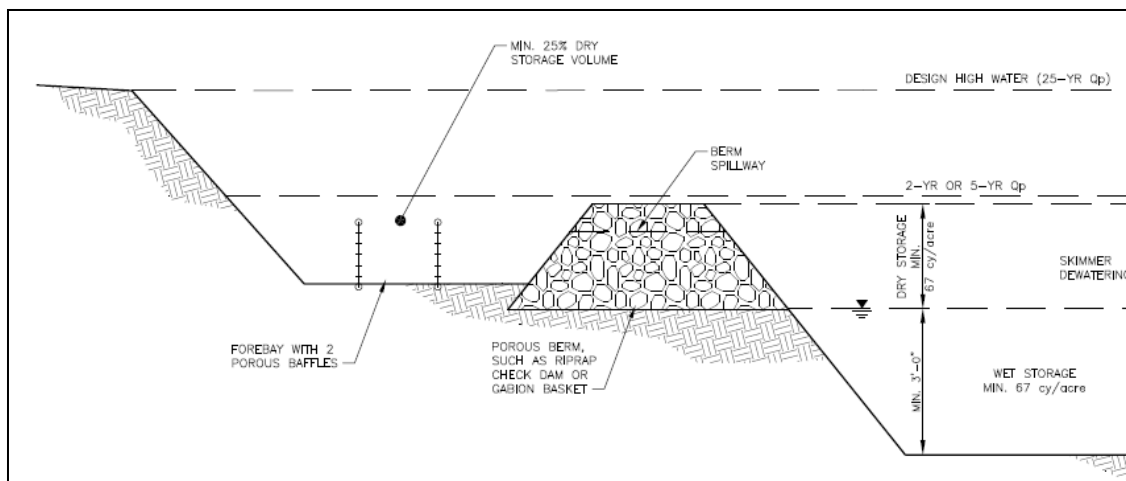 MIN. 25% DRY
STORAGE VOLUME
DESIGN HIGH WATER (25-YR Qp)
BERM
SPILLWAY
2-YR OR 5-YR Qp
DRY STORAGE
MIN.
67 cy/acre
SKIMMER
DEWATERING
FOREBAY WITH 2
POROUS BAFFLES
POROUS BERM,
SUCH AS RIPRAP
CHECK DAM OR
GABION BASKET
MIN. 3'-0"
WET STORAGE
MIN. 67 cy/acre